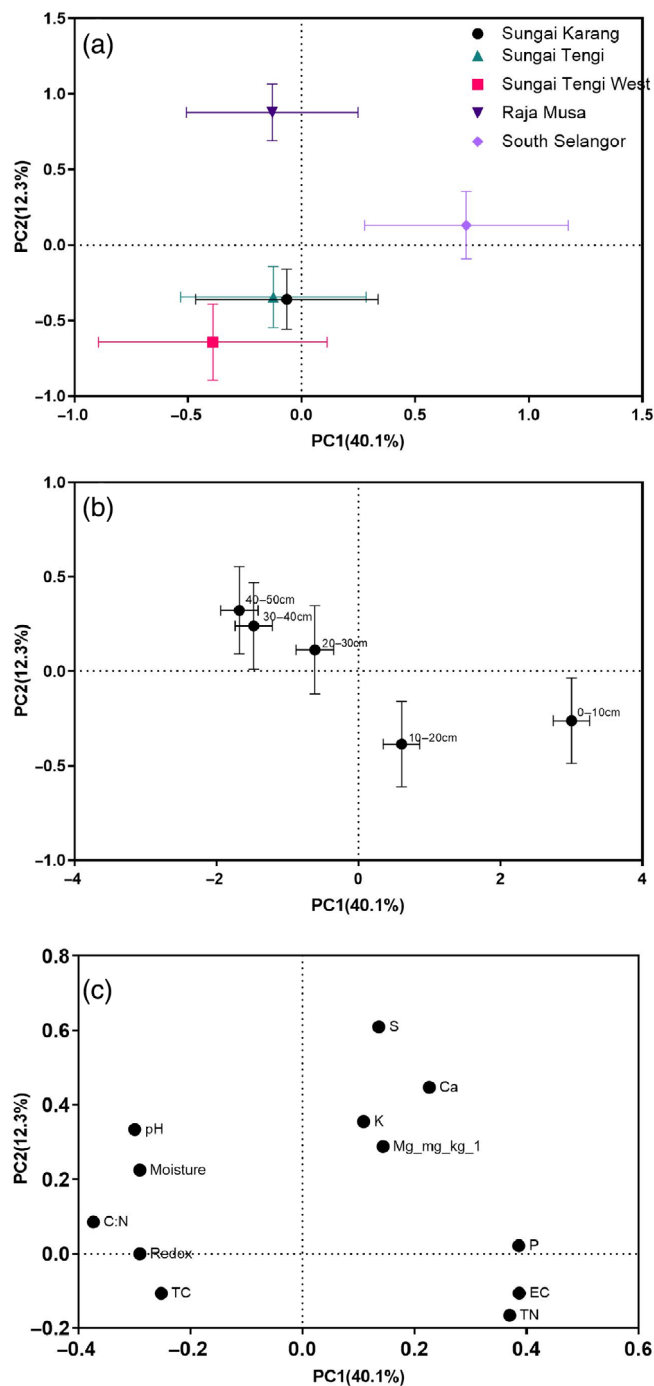 (a)
Sungai Karang
Sungai Tengi
Sungai Tengi West
Raja Musa
South Selangor
1.5
1.0
0.5
0.0
−0.5
−1.0
PC2(12.3%)
−1.0
−0.5
0.0
0.5
1.0
1.5
PC1(40.1%)
(b)
1.0
0.5
0.0
−0.5
−1.0
PC2(12.3%)
40−50cm
30−40cm
20−30cm
10−20cm
0−10cm
−4
−2
0
2
4
PC1(40.1%)
(c)
0.8
0.6
0.4
0.2
0.0
−0.2
PC2(12.3%)
S
Ca
K
Mg_mg_kg_1
pH
Moisture
C:N
Redox
TC
P
EC
TN
−0.4
−0.2
0.0
0.2
0.4
0.6
PC1(40.1%)